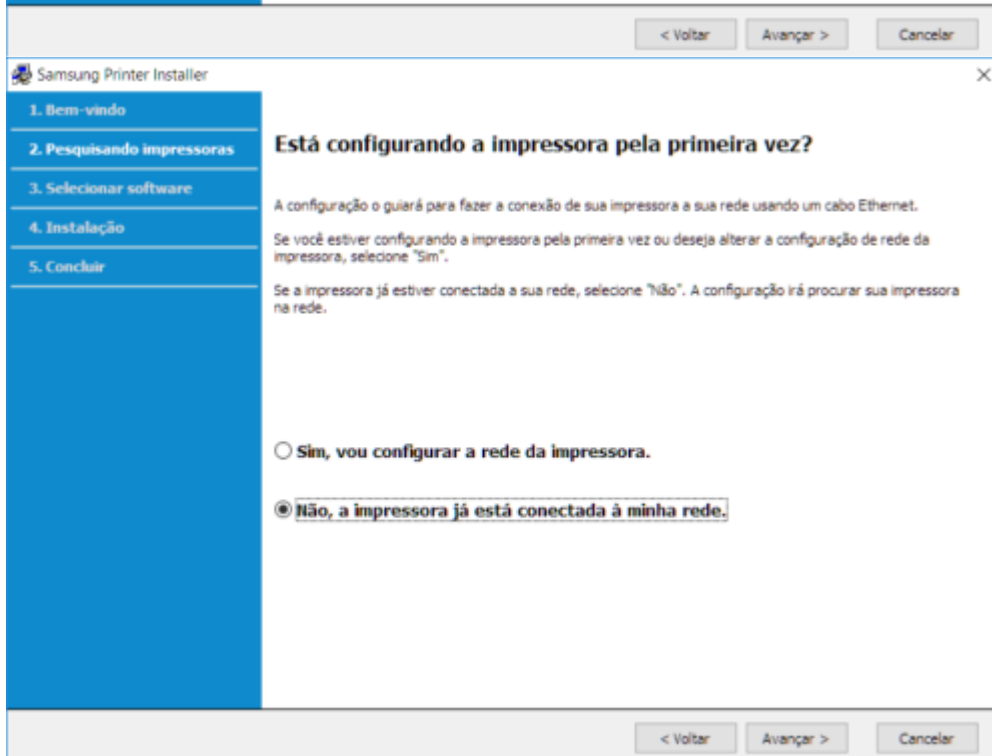 < Voltar Avançar > Cancelar
Samsung Printer Installer
1. Bem-vindo
2. Pesquisando impressoras
3. Selecionar software
4. Instalação
5. Concluir
Está configurando a impressora pela primeira vez?
A configuração o guiará para fazer a conexão de sua impressora a sua rede usando um cabo Ethernet.
Se você estiver configurando a impressora pela primeira vez ou deseja alterar a configuração de rede da
impressora, selecione "Sim".
Se a impressora já estiver conectada a sua rede, selecione "Não". A configuração irá procurar sua impressora
na rede.
Sim, vou configurar a rede da impressora.
Não, a impressora já está conectada à minha rede.
< Voltar Avançar > Cancelar